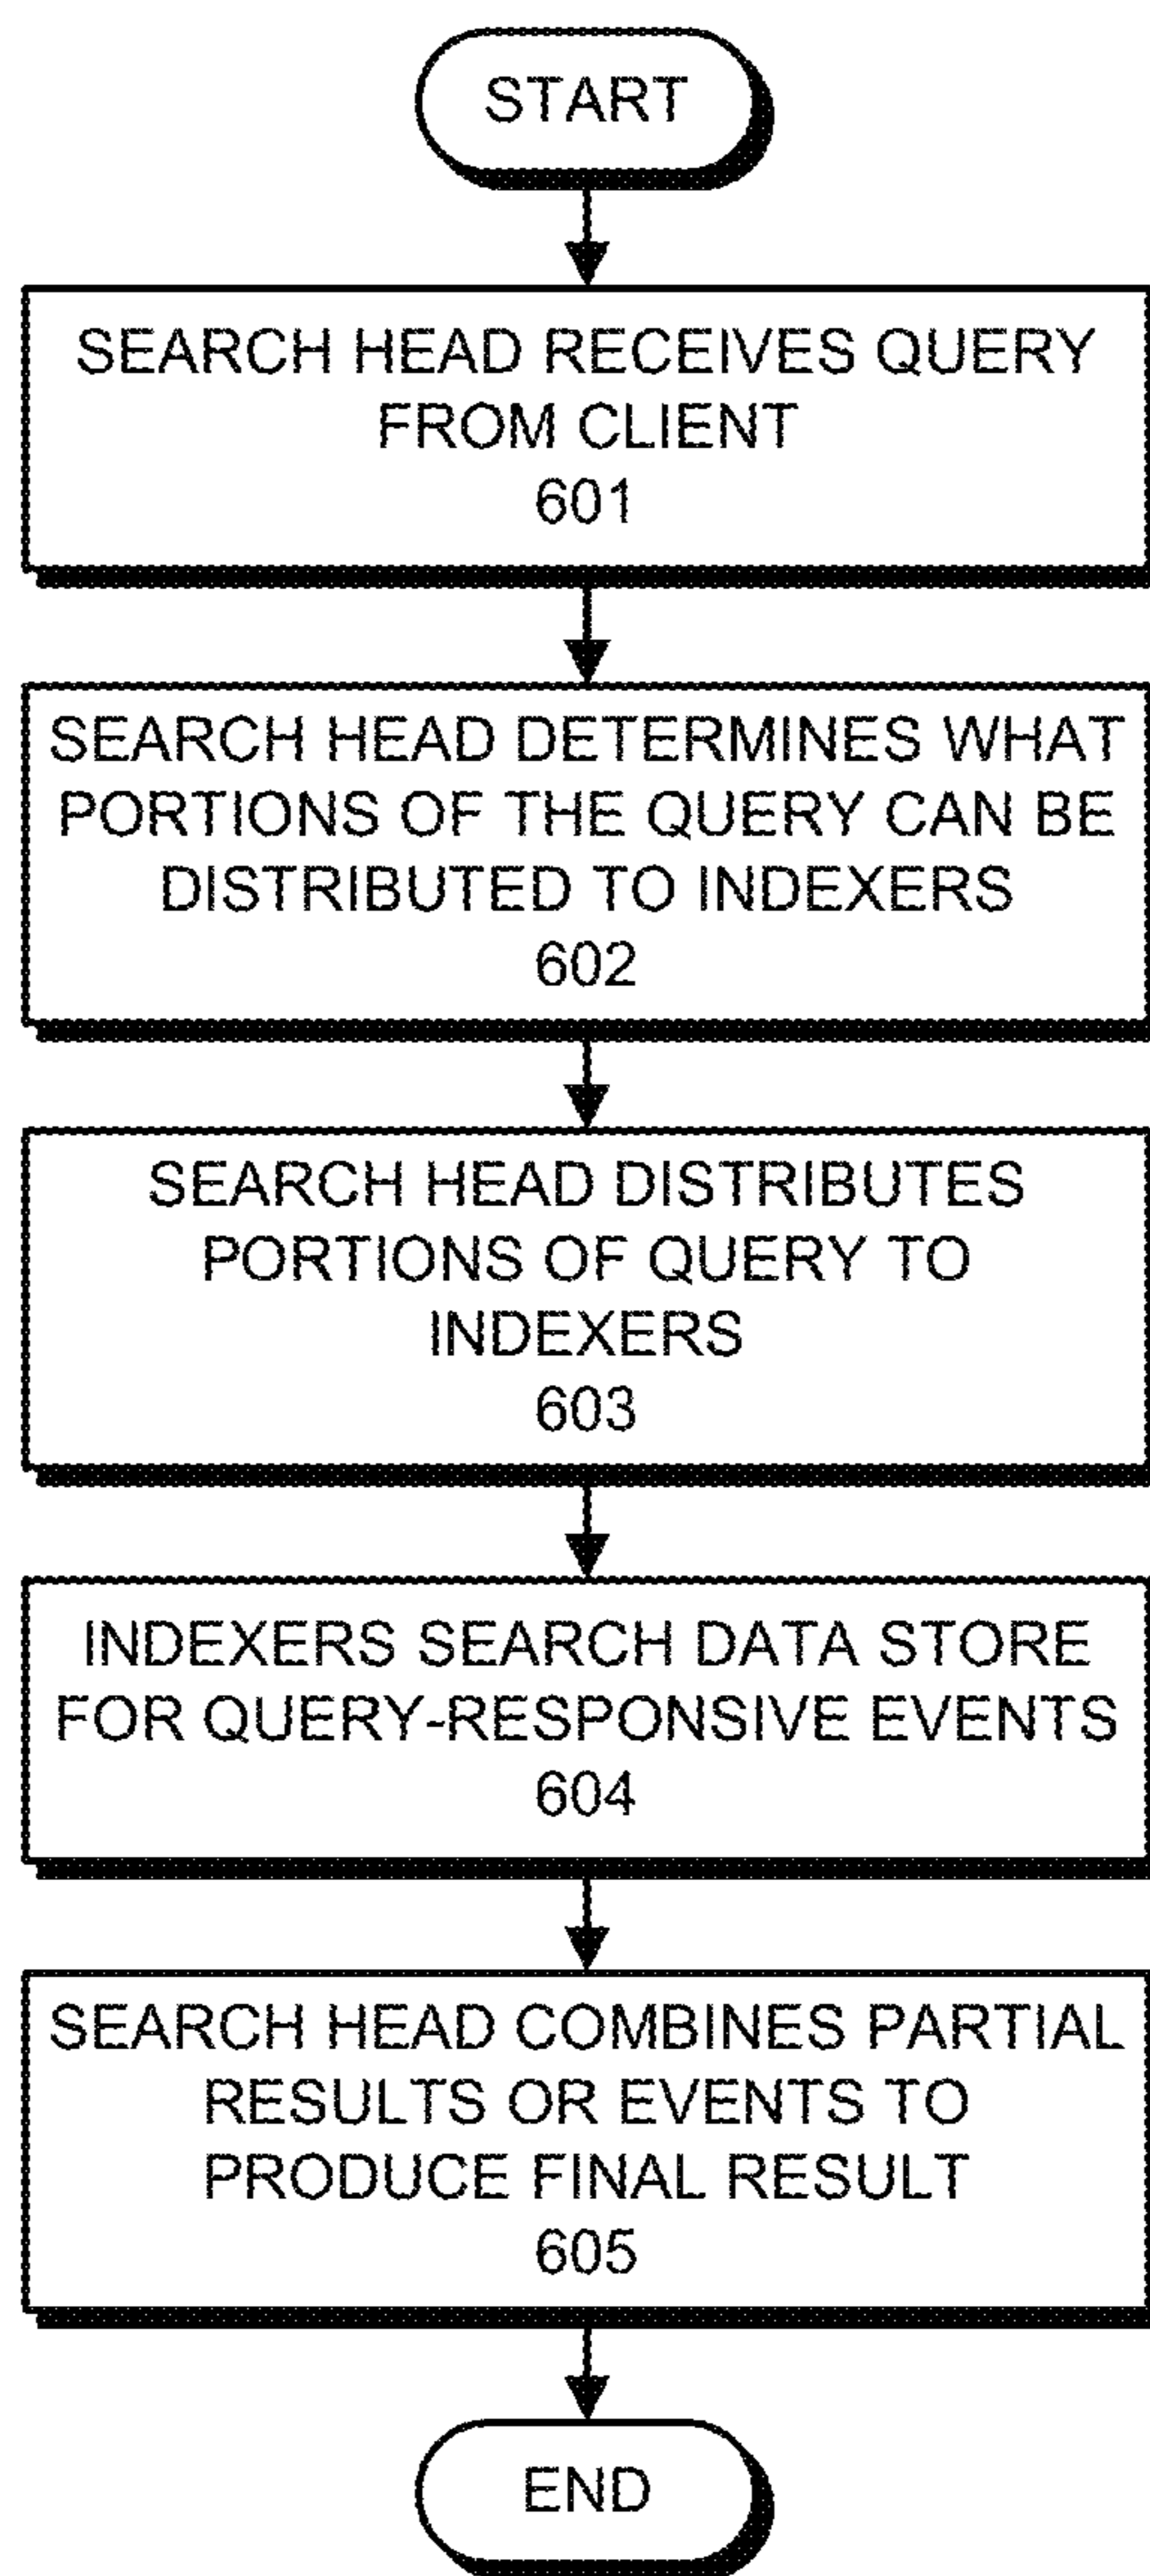 START
SEARCH HEAD RECEIVES QUERY
FROM CLIENT
601
SEARCH HEAD DETERMINES WHAT
PORTIONS OF THE QUERY CAN BE
DISTRIBUTED TO INDEXERS
602
SEARCH HEAD DISTRIBUTES
PORTIONS OF QUERY TO
INDEXERS
603
INDEXERS SEARCH DATA STORE
FOR QUERY-RESPONSIVE EVENTS
604
SEARCH HEAD COMBINES PARTIAL
RESULTS OR EVENTS TO
PRODUCE FINAL RESULT
605
END